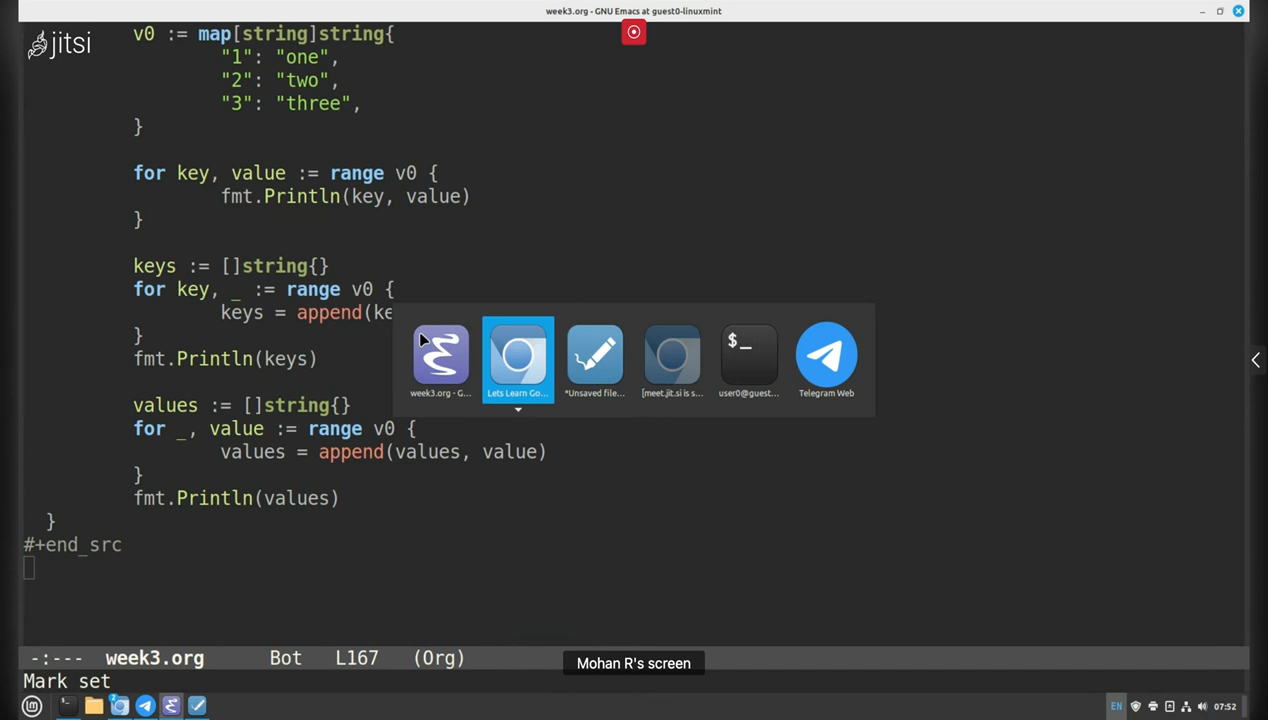 week3.org - GNU Emacs at guest0-linuxmint
jitsi
v0 := map[string]string{
"1": "one",
"2": "two",
"3": "three",
}
for key, value := range v0 {
fmt.Println(key, value)
}
keys := []string{}
for key, _ := range v0 {
keys = append(ke
}
fmt.Println(keys)
week3.org - G...
Lets Learn Go...
*Unsaved file...
[meet.jit.si is s...
$_
user0@guest...
Telegram Web
values := []string{}
for _, value := range v0 {
values = append(values, value)
}
fmt.Println(values)
}
#+end_src
-:--- week3.org Bot L167 (Org)
Mohan R's screen
Mark set
2
EN
07:52